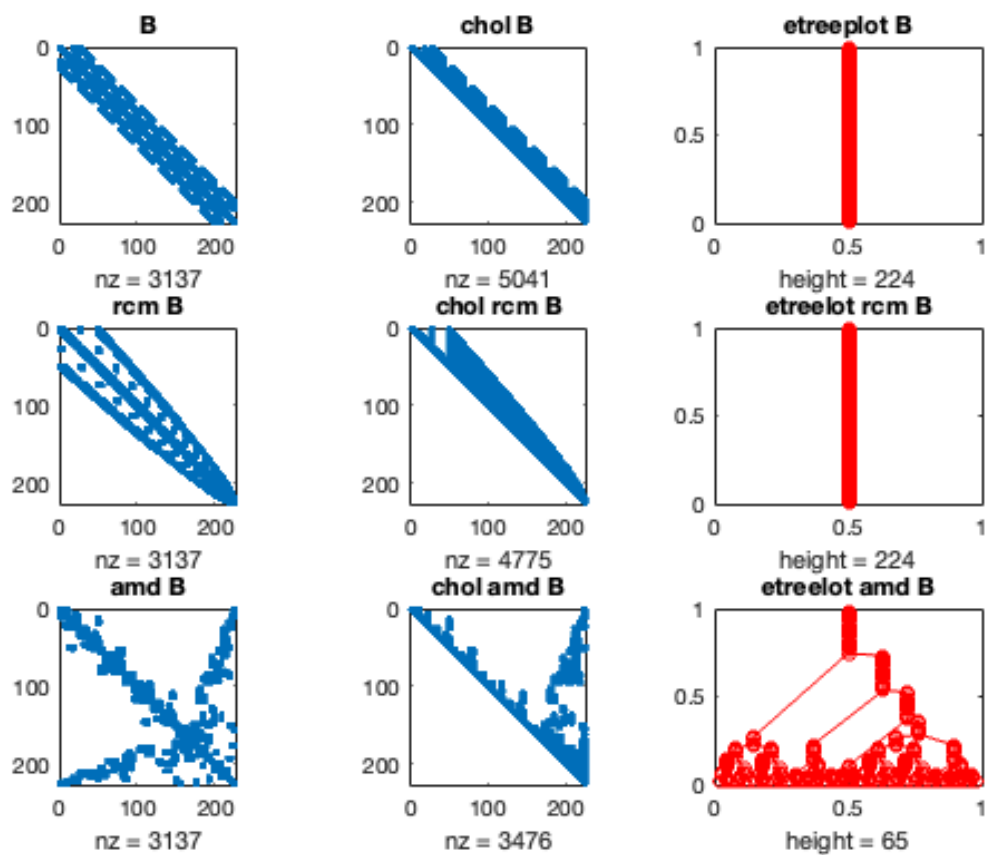 B
chol B
etreeplot B
0
100
200
0 100 200
nz = 3137
0
100
200
0 100 200
nz = 5041
1
0.5
0
0 0.5 1
height = 224
rcm B
chol rcm B
etreelot rcm B
0
100
200
0 100 200
nz = 3137
0
100
200
0 100 200
nz = 4775
1
0.5
0
0 0.5 1
height = 224
amd B
chol amd B
etreelot amd B
0
100
200
0 100 200
nz = 3137
0
100
200
0 100 200
nz = 3476
1
0.5
0
0 0.5 1
height = 65